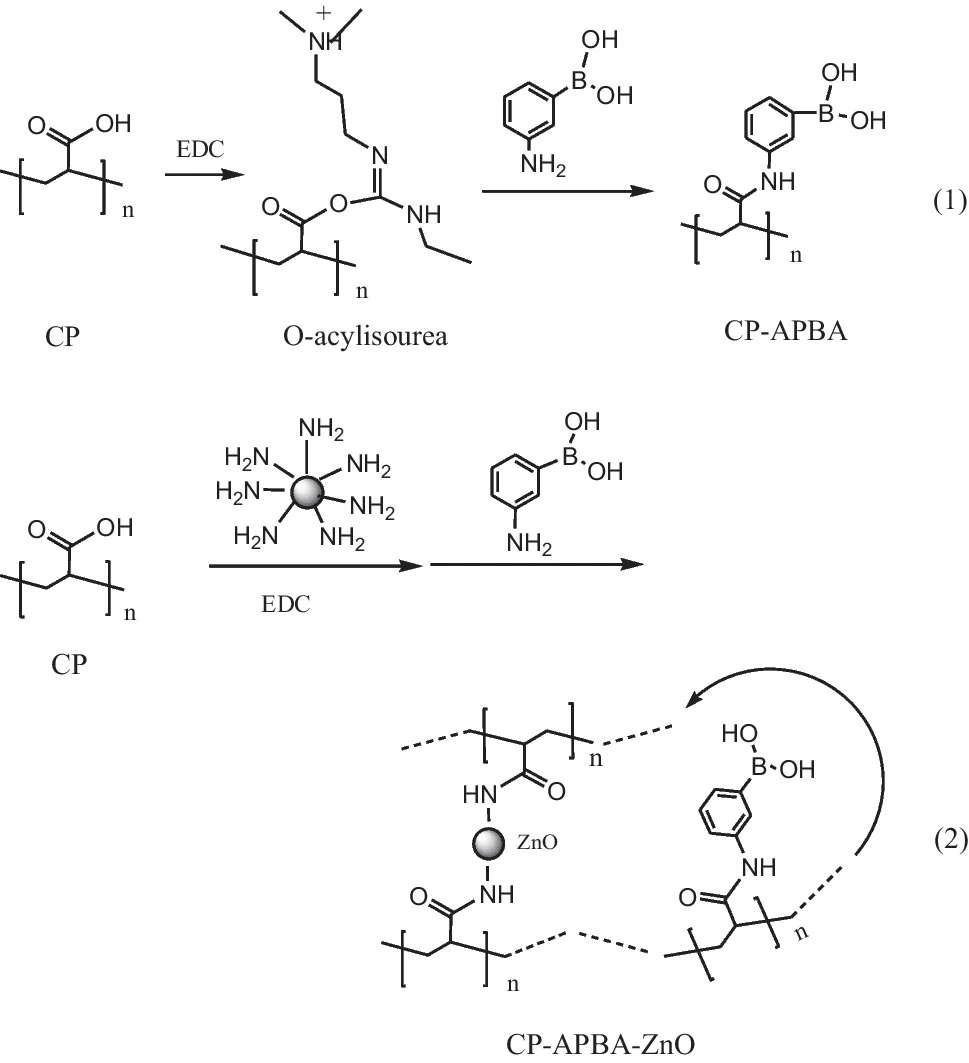 +
NH
O
OH
EDC
N
O
O
NH
n
n
OH
B
OH
NH2
OH
B
OH
O
NH
n
(1)
CP
O-acylisourea
CP-APBA
NH2
H2N
NH2
H2N
NH2
H2N
NH2
OH
B
OH
NH2
O
OH
n
EDC
CP
n
HN
O
ZnO
NH
O
n
HO
B
OH
NH
O
n
(2)
CP-APBA-ZnO